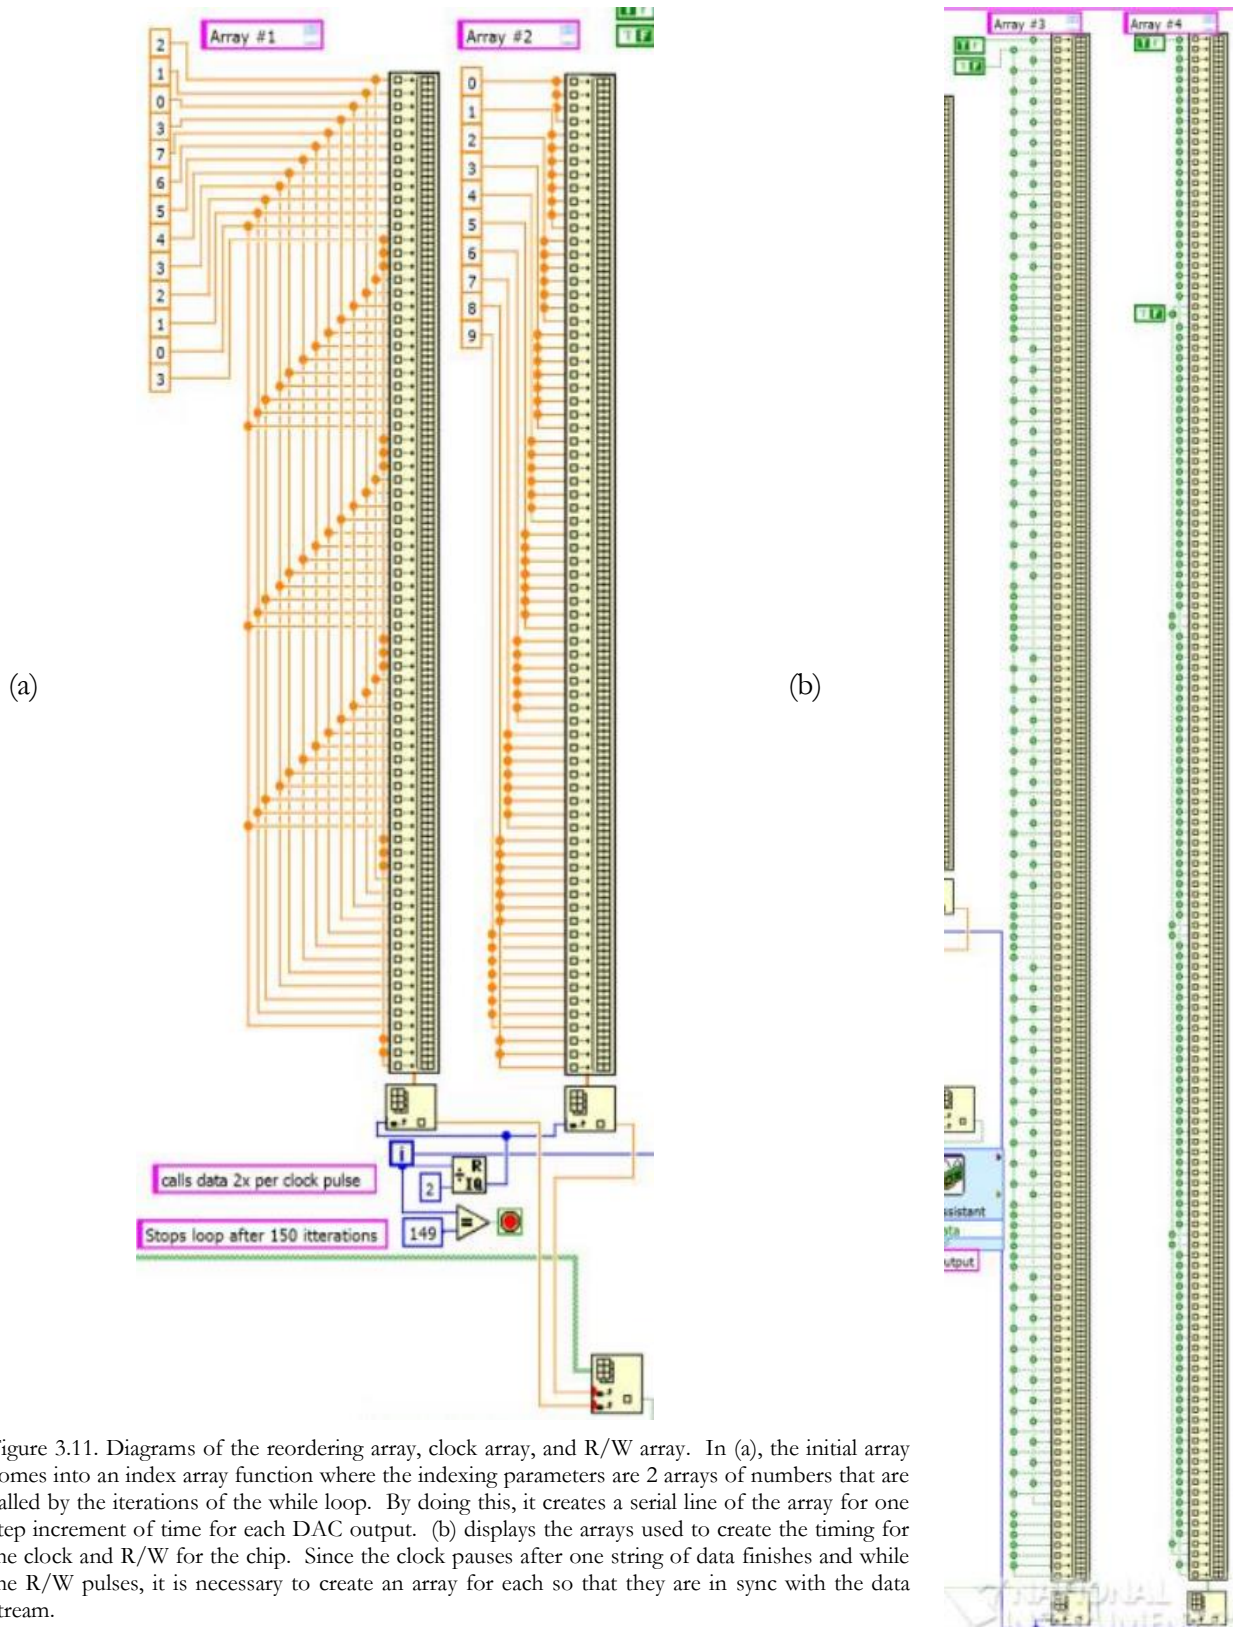 Array #1
Array #2
2
1
0
3
7
6
5
4
3
2
1
0
3
0
1
2
3
4
5
6
7
8
9
(a)
i
R
IQ
2
calls data 2x per clock pulse
149
=
Stops loop after 150 itterations
(b)
Array #3
Array #4
T F
T F
T F
T F
sistant
ata
utput
NATIONAL
INSTRUMENTS
igure 3.11. Diagrams of the reordering array, clock array, and R/W array. In (a), the initial array
omes into an index array function where the indexing parameters are 2 arrays of numbers that are
alled by the iterations of the while loop. By doing this, it creates a serial line of the array for one
tep increment of time for each DAC output. (b) displays the arrays used to create the timing for
he clock and R/W for the chip. Since the clock pauses after one string of data finishes and while
he R/W pulses, it is necessary to create an array for each so that they are in sync with the data
tream.